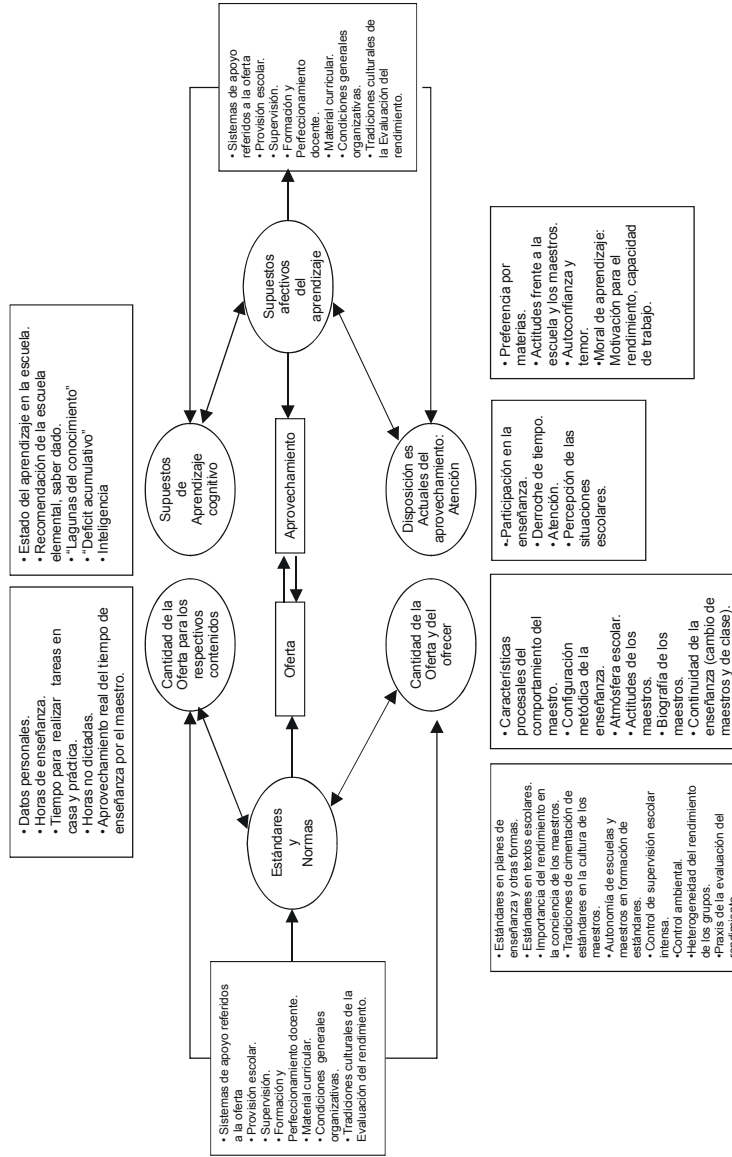 • Datos personales.
• Horas de enseñanza.
• Tiempo para realizar tareas en
casa y práctica.
• Horas no dictadas.
• Aprovechamiento real del tiempo de
enseñanza por el maestro.
• Estado del aprendizaje en la escuela.
• Recomendación de la escuela
elemental, saber dado.
• "Lagunas del conocimiento"
• "Deficit acumulativo"
• Inteligencia
• Sistemas de apoyo referidos
a la oferta
• Provisión escolar.
• Supervisión.
• Formación y
Perfeccionamiento docente.
• Material curricular.
• Condiciones generales
organizativas.
• Tradiciones culturales de la
Evaluación del rendimiento.
Estándares
y
Normas
Cantidad de la
Oferta para los
respectivos
contenidos
Oferta
Cantidad de la
Oferta y del
ofrecer
Supuestos
de
Aprendizaje
cognitivo
Aprovechamiento
Disposición es
Actuales del
aprovechamiento:
Atención
Supuestos
afectivos
del
aprendizaje
• Sistemas de apoyo
referidos a la oferta
• Provisión escolar.
• Supervisión.
• Formación y
Perfeccionamiento
docente.
• Material curricular.
• Condiciones generales
organizativas.
• Tradiciones culturales de
la Evaluación del
rendimiento.
• Estándares en planes de
enseñanza y otras formas.
• Estándares en textos escolares.
• Importancia del rendimiento en
la conciencia de los maestros.
• Tradiciones de cimentación de
estándares en la cultura de los
maestros.
• Autonomía de escuelas y
maestros en formación de
estándares.
• Control de supervisión escolar
intensa.
•Control ambiental.
•Heterogeneidad del rendimiento
de los grupos.
•Praxis de la evaluación del
• Características
procesales del
comportamiento del
maestro.
• Configuración
metódica de la
enseñanza.
• Atmósfera escolar.
• Actitudes de los
maestros.
• Biografía de los
maestros.
• Continuidad de la
enseñanza (cambio de
maestros y de clase).
•-Participación en la
enseñanza.
• Derroche de tiempo.
• Atención.
• Percepción de las
situaciones
escolares.
• Preferencia por
materias.
• Actitudes frente a la
escuela y los maestros.
• Autoconfianza y
temor.
•Moral de aprendizaje:
Motivación para el
rendimiento, capacidad
de trabajo.